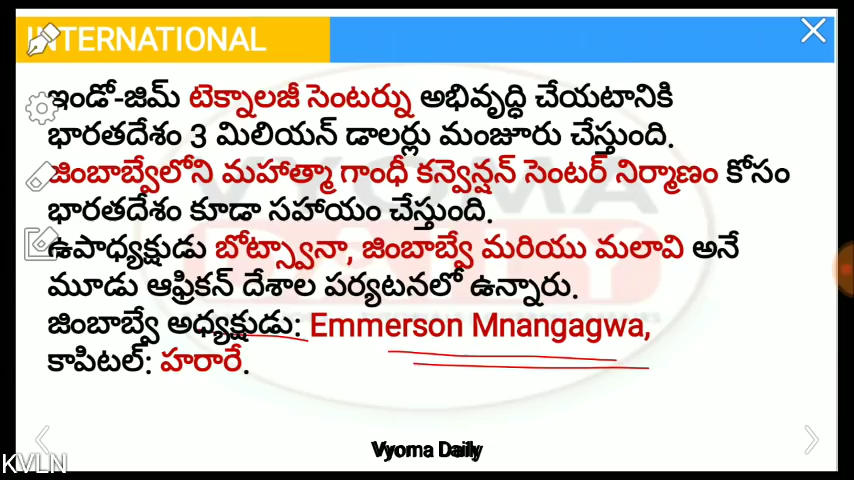 INTERNATIONAL
ఇండో-జిమ్ టెక్నాలజీ సెంటర్ను అభివృద్ధి చేయటానికి
భారతదేశం 3 మిలియన్ డాలర్లు మంజూరు చేస్తుంది.
జింబాబ్వేలోని మహాత్మా గాంధీ కన్వెన్షన్ సెంటర్ నిర్మాణం కోసం
భారతదేశం కూడా సహాయం చేస్తుంది.
ఉపాధ్యక్షుడు బోట్స్వానా, జింబాబ్వే మరియు మలావి అనే
మూడు ఆఫ్రికన్ దేశాల పర్యటనలో ఉన్నారు.
జింబాబ్వే అధ్యక్షుడు: Emmerson Mnangagwa,
కాపిటల్: హరారే.
Vyoma Daily
KVLN